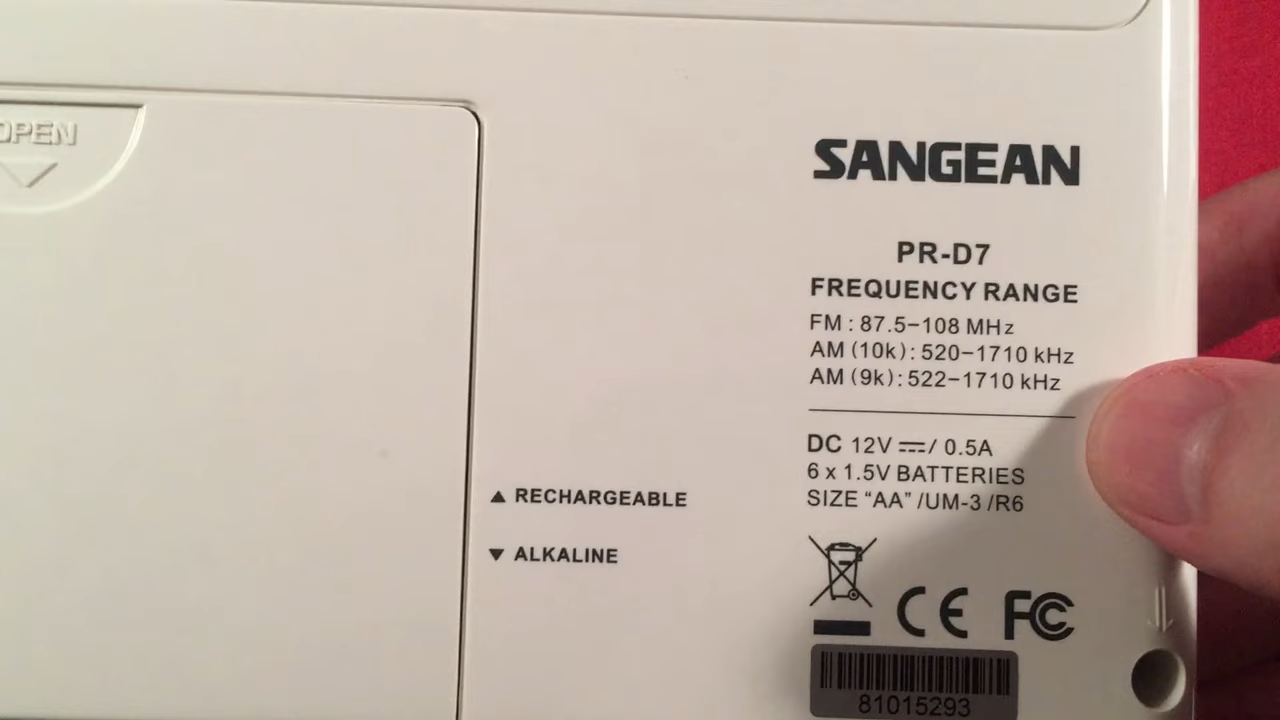 OPEN
SANGEAN
PR-D7
FREQUENCY RANGE
FM : 87.5–108 MHz
AM (10k) : 520–1710 kHz
AM (9k) : 522–1710 kHz
DC 12V ⎓/ 0.5A
6 x 1.5V BATTERIES
SIZE “AA” /UM-3 /R6
▲ RECHARGEABLE
▼ ALKALINE
CE FC
81015293